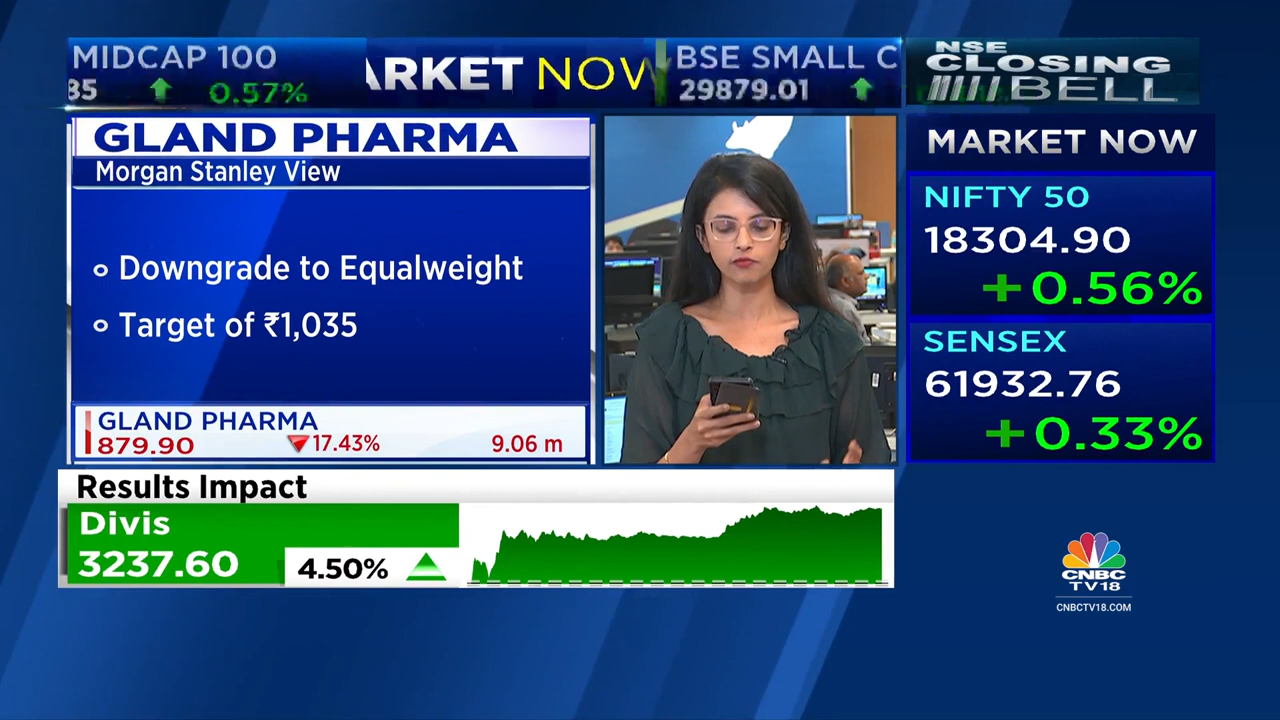 MIDCAP 100
35 0.57%
MARKET NOW
BSE SMALL C
29879.01
NSE
CLOSING
BELL
GLAND PHARMA
Morgan Stanley View
Downgrade to Equalweight
Target of ₹1,035
GLAND PHARMA
879.90 17.43% 9.06 m
Results Impact
Divis
3237.60 4.50%
MARKET NOW
NIFTY 50
18304.90
+0.56%
SENSEX
61932.76
+0.33%
CNBC
TV18
CNBCTV18.COM